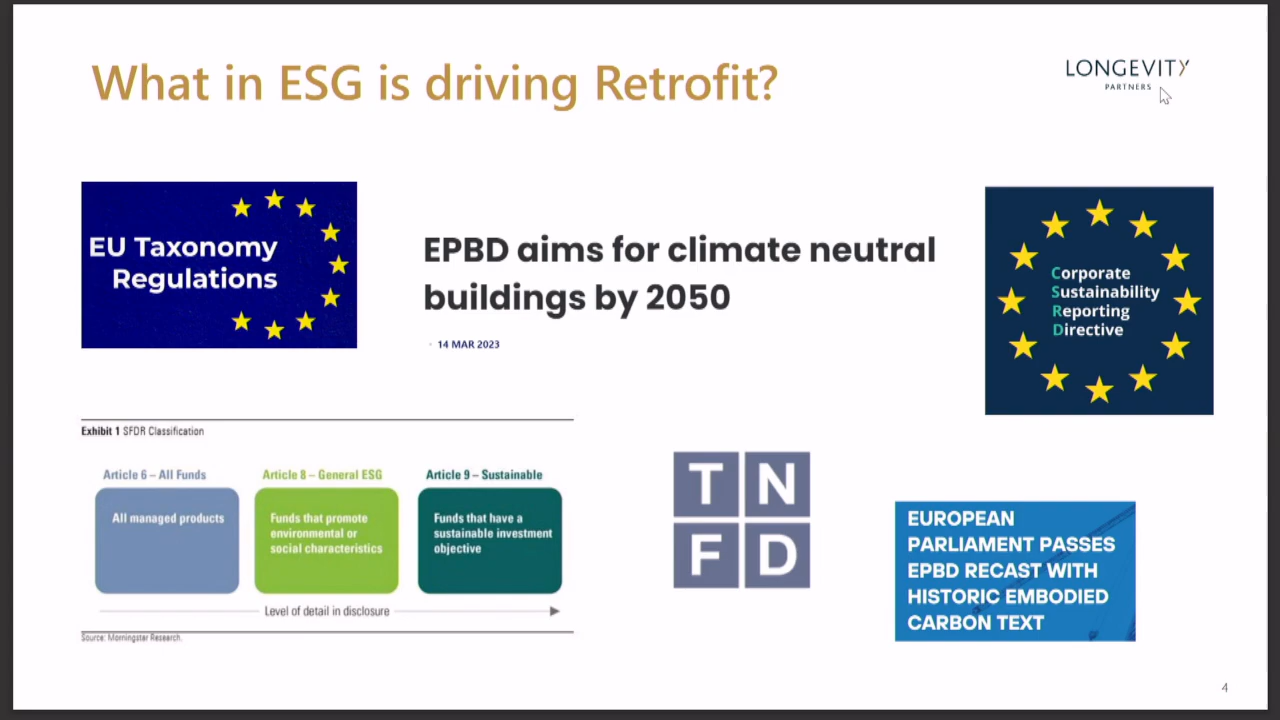 What in ESG is driving Retrofit?
LONGEVITY
PARTNERS
EU Taxonomy
Regulations
EPBD aims for climate neutral
buildings by 2050
14 MAR 2023
Corporate
Sustainability
Reporting
Directive
Exhibit 1 SFDR Classification
Article 6 – All Funds
All managed products
Article 8 – General ESG
Funds that promote
environmental or
social characteristics
Article 9 – Sustainable
Funds that have a
sustainable investment
objective
Level of detail in disclosure
Source: Morningstar Research.
TN
FD
EUROPEAN
PARLIAMENT PASSES
EPBD RECAST WITH
HISTORIC EMBODIED
CARBON TEXT
4